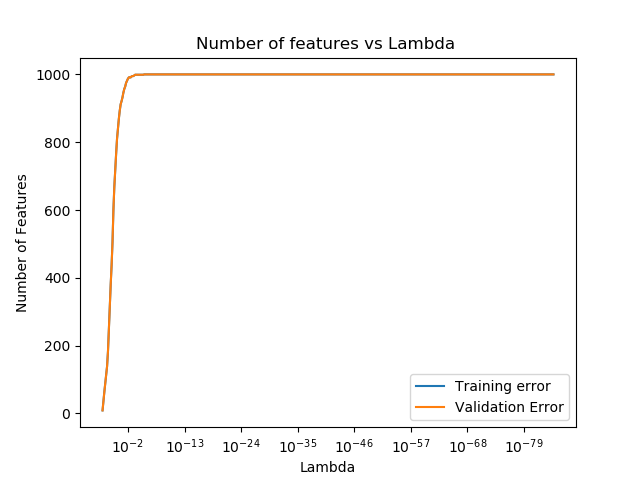 Number of features vs Lambda
Number of Features
1000
800
600
400
200
0
Training error
Validation Error
10⁻² 10⁻¹³ 10⁻²⁴ 10⁻³⁵ 10⁻⁴⁶ 10⁻⁵⁷ 10⁻⁶⁸ 10⁻⁷⁹
Lambda